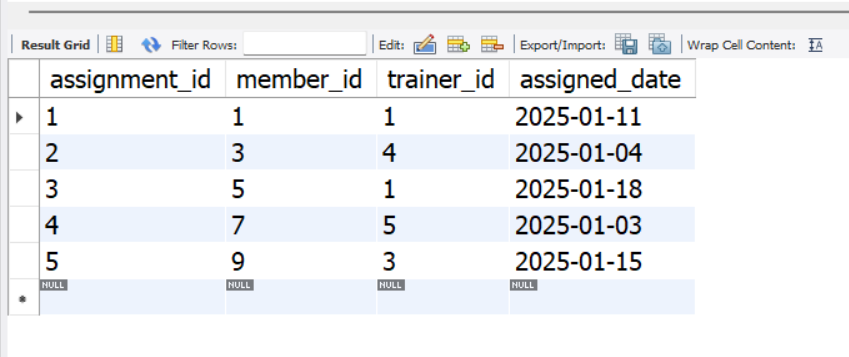 Result Grid Filter Rows: Edit: Export/Import: Wrap Cell Content: IA
assignment_id member_id trainer_id assigned_date
1 1 1 2025-01-11
2 3 4 2025-01-04
3 5 1 2025-01-18
4 7 5 2025-01-03
5 9 3 2025-01-15
NULL NULL NULL NULL